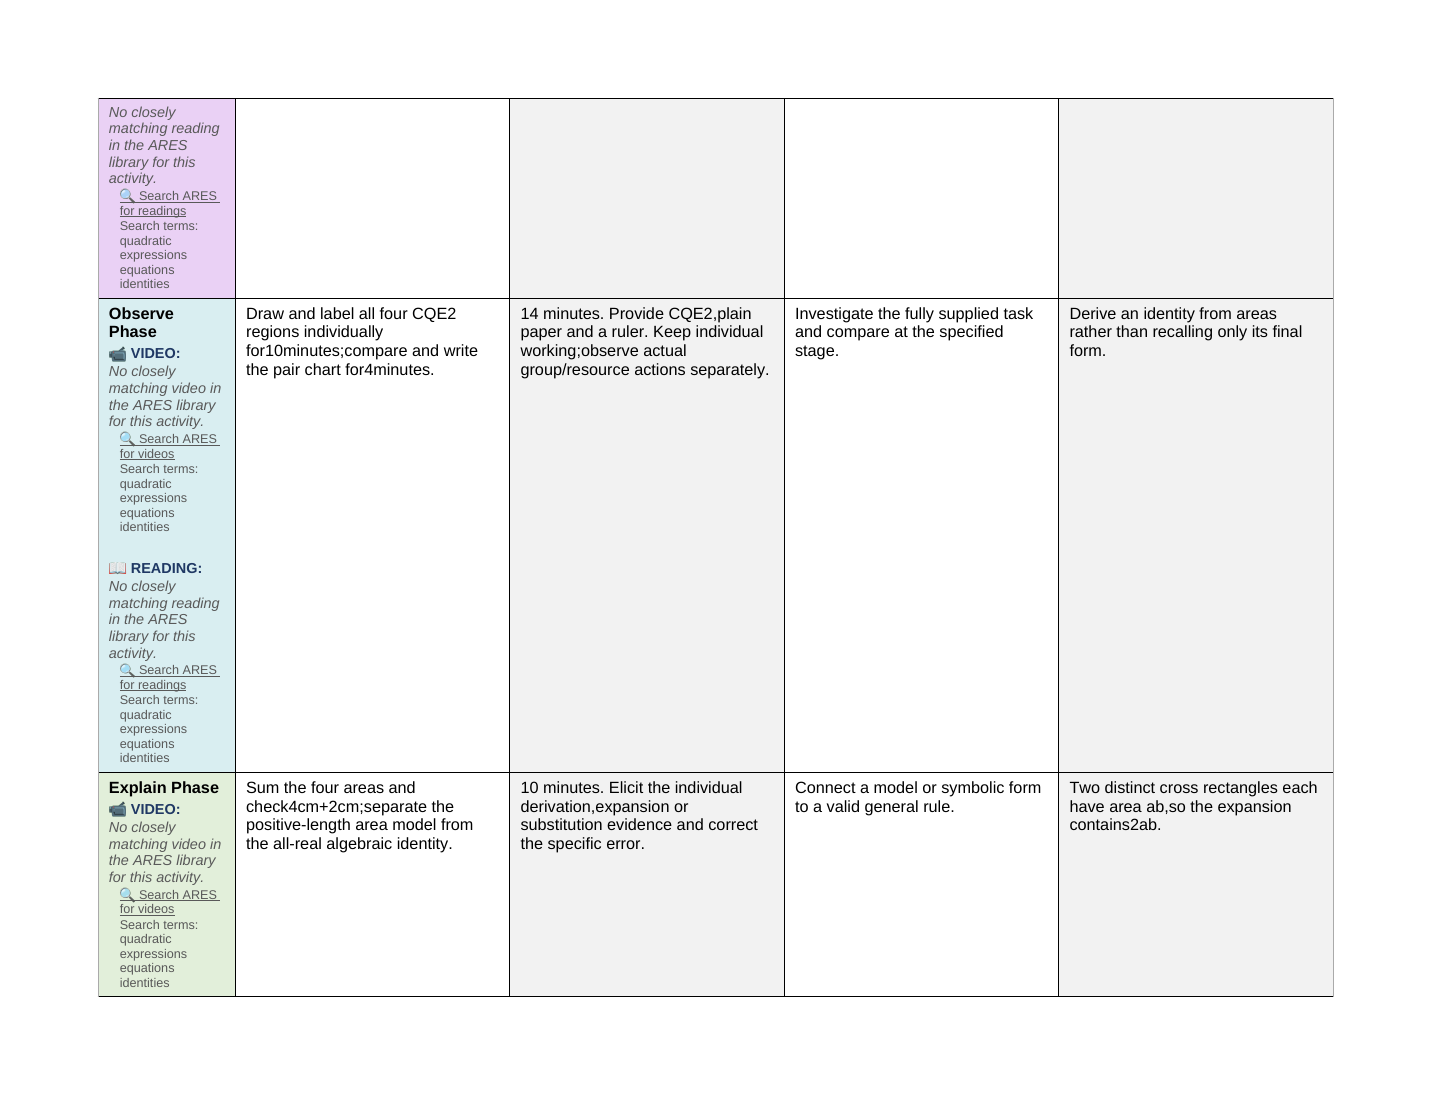 No closely
matching reading
in the ARES
library for this
activity.
🔍 Search ARES
for readings
Search terms:
quadratic
expressions
equations
identities
Observe
Phase
📹 VIDEO:
No closely
matching video in
the ARES library
for this activity.
🔍 Search ARES
for videos
Search terms:
quadratic
expressions
equations
identities
📖 READING:
No closely
matching reading
in the ARES
library for this
activity.
🔍 Search ARES
for readings
Search terms:
quadratic
expressions
equations
identities
Draw and label all four CQE2
regions individually
for10minutes;compare and write
the pair chart for4minutes.
14 minutes. Provide CQE2,plain
paper and a ruler. Keep individual
working;observe actual
group/resource actions separately.
Investigate the fully supplied task
and compare at the specified
stage.
Derive an identity from areas
rather than recalling only its final
form.
Explain Phase
📹 VIDEO:
No closely
matching video in
the ARES library
for this activity.
🔍 Search ARES
for videos
Search terms:
quadratic
expressions
equations
identities
Sum the four areas and
check4cm+2cm;separate the
positive-length area model from
the all-real algebraic identity.
10 minutes. Elicit the individual
derivation,expansion or
substitution evidence and correct
the specific error.
Connect a model or symbolic form
to a valid general rule.
Two distinct cross rectangles each
have area ab,so the expansion
contains2ab.